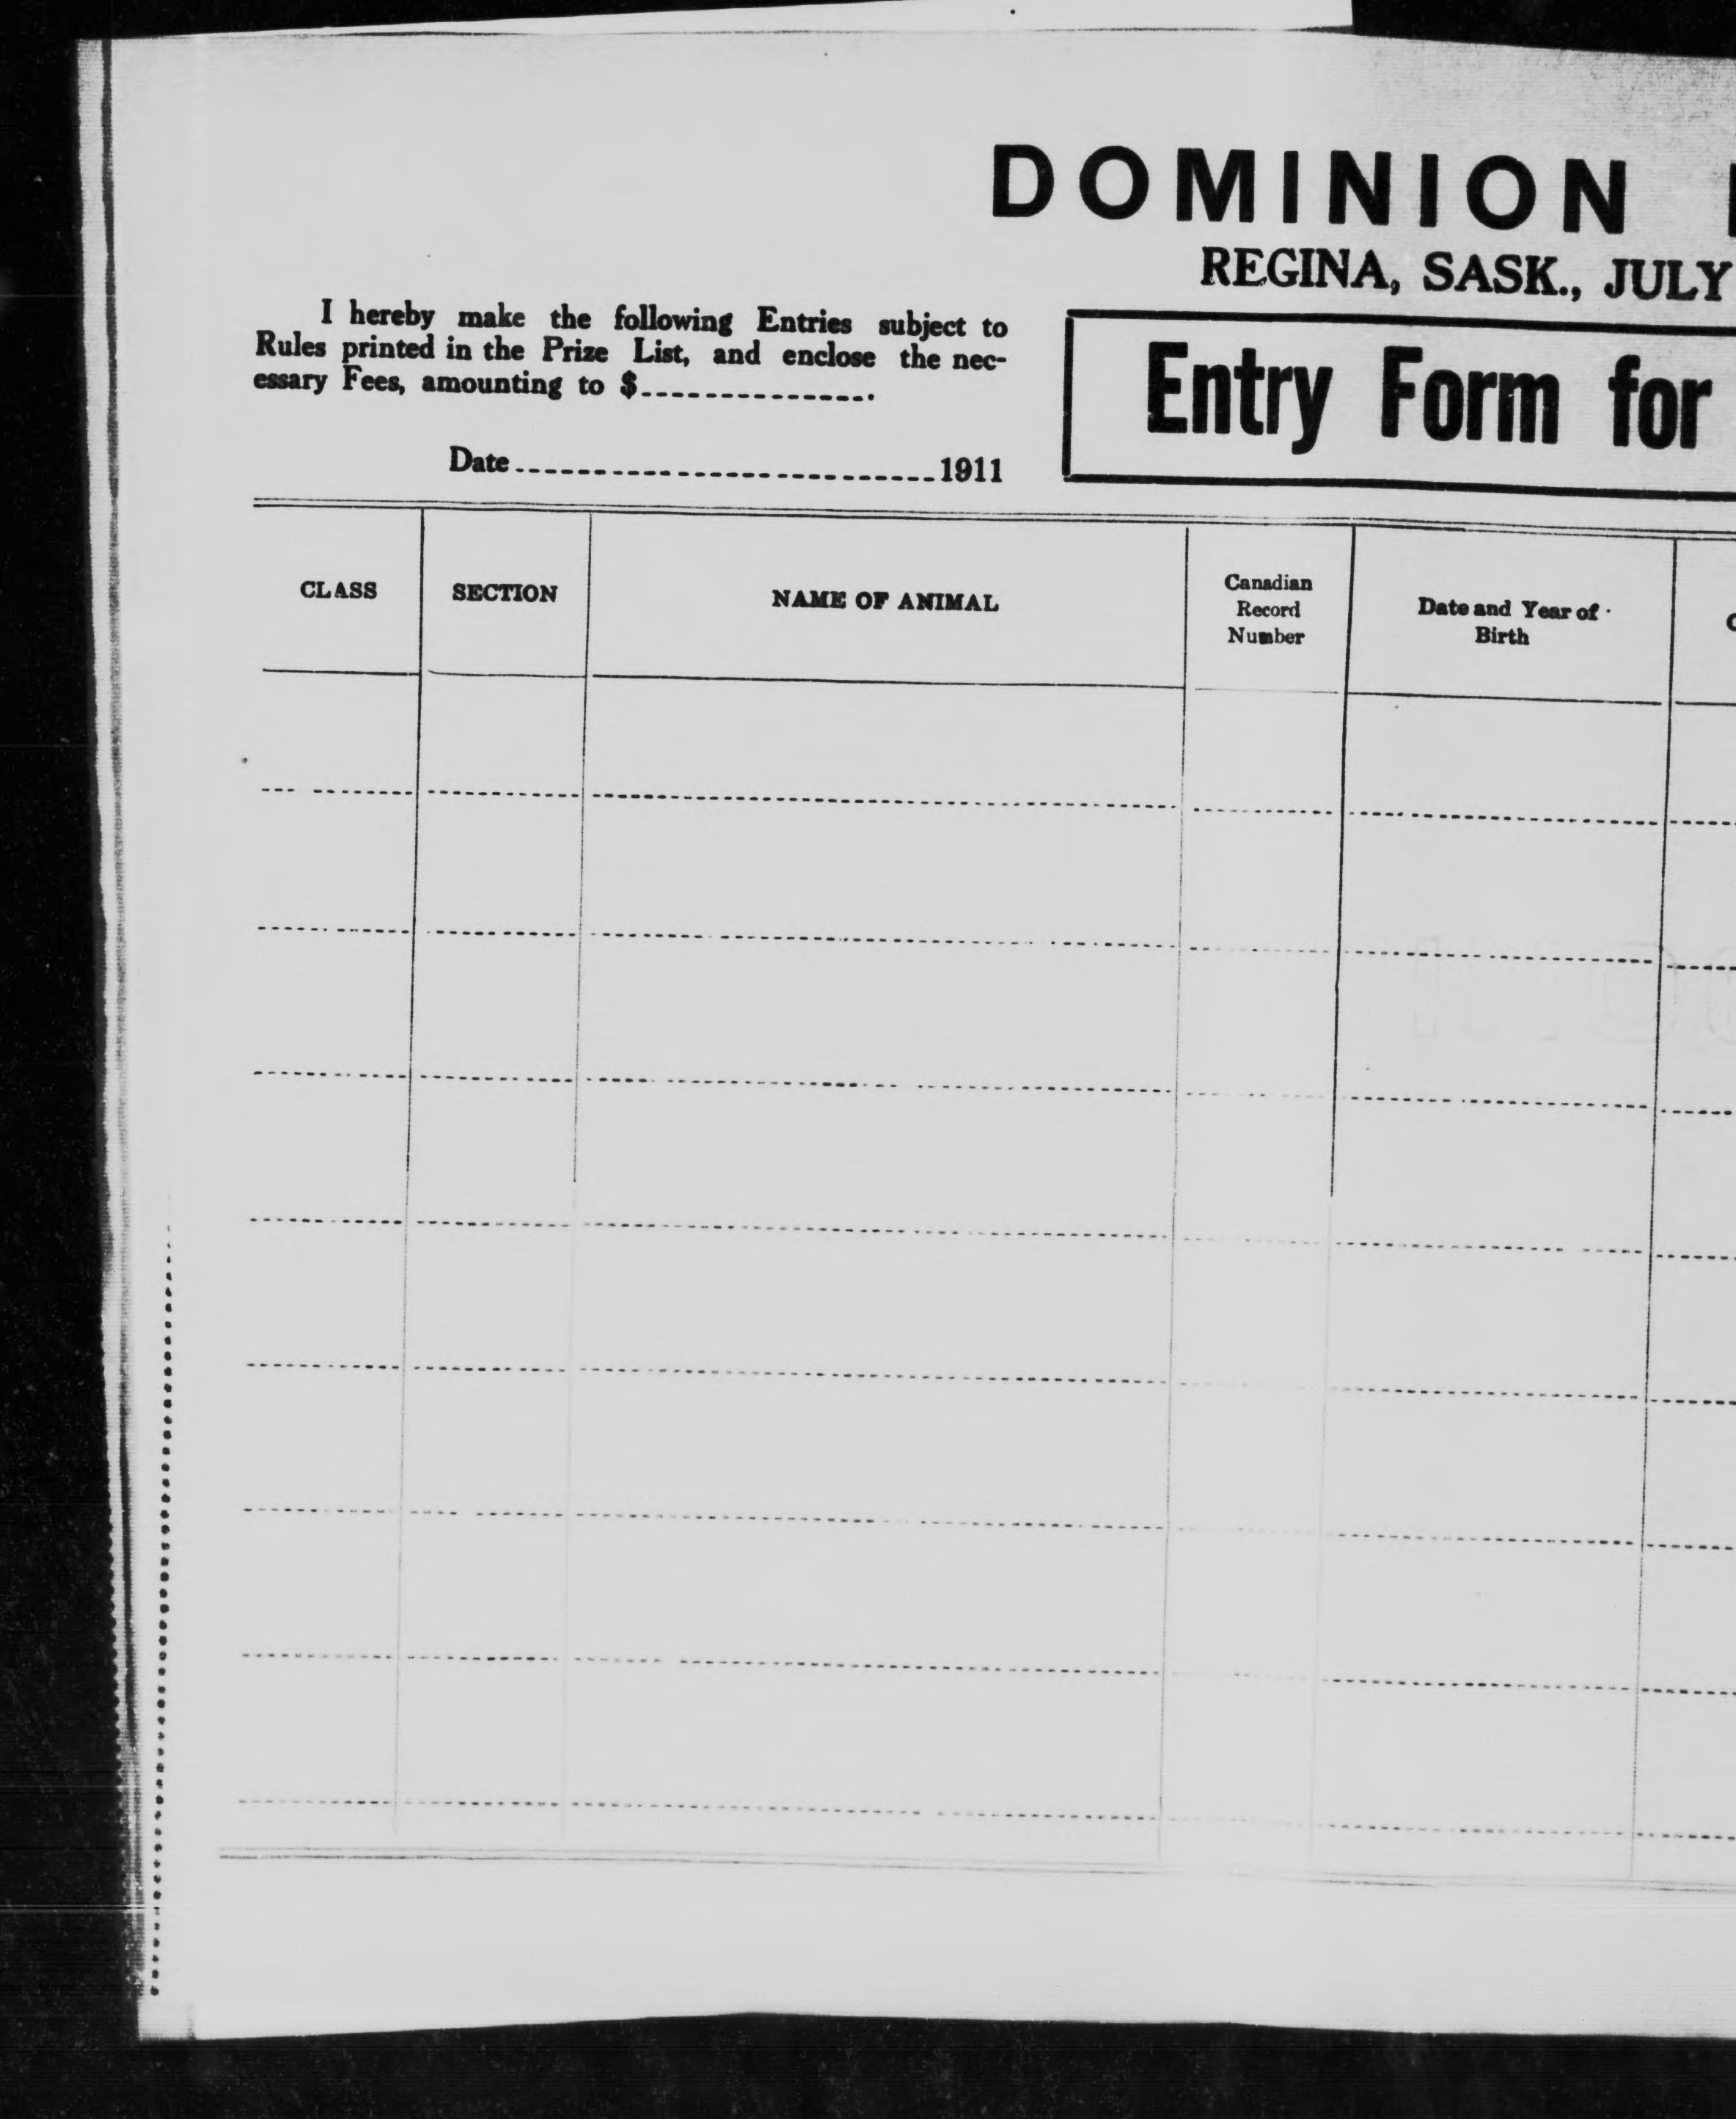 DOMINION
REGINA, SASK., JULY
I hereby make the following Entries subject to
Rules printed in the Prize List, and enclose the nec-
essary Fees, amounting to $...............
Date...........................1911
Entry Form for
CLASS
SECTION
NAME OF ANIMAL
Canadian
Record
Number
Date and Year of
Birth